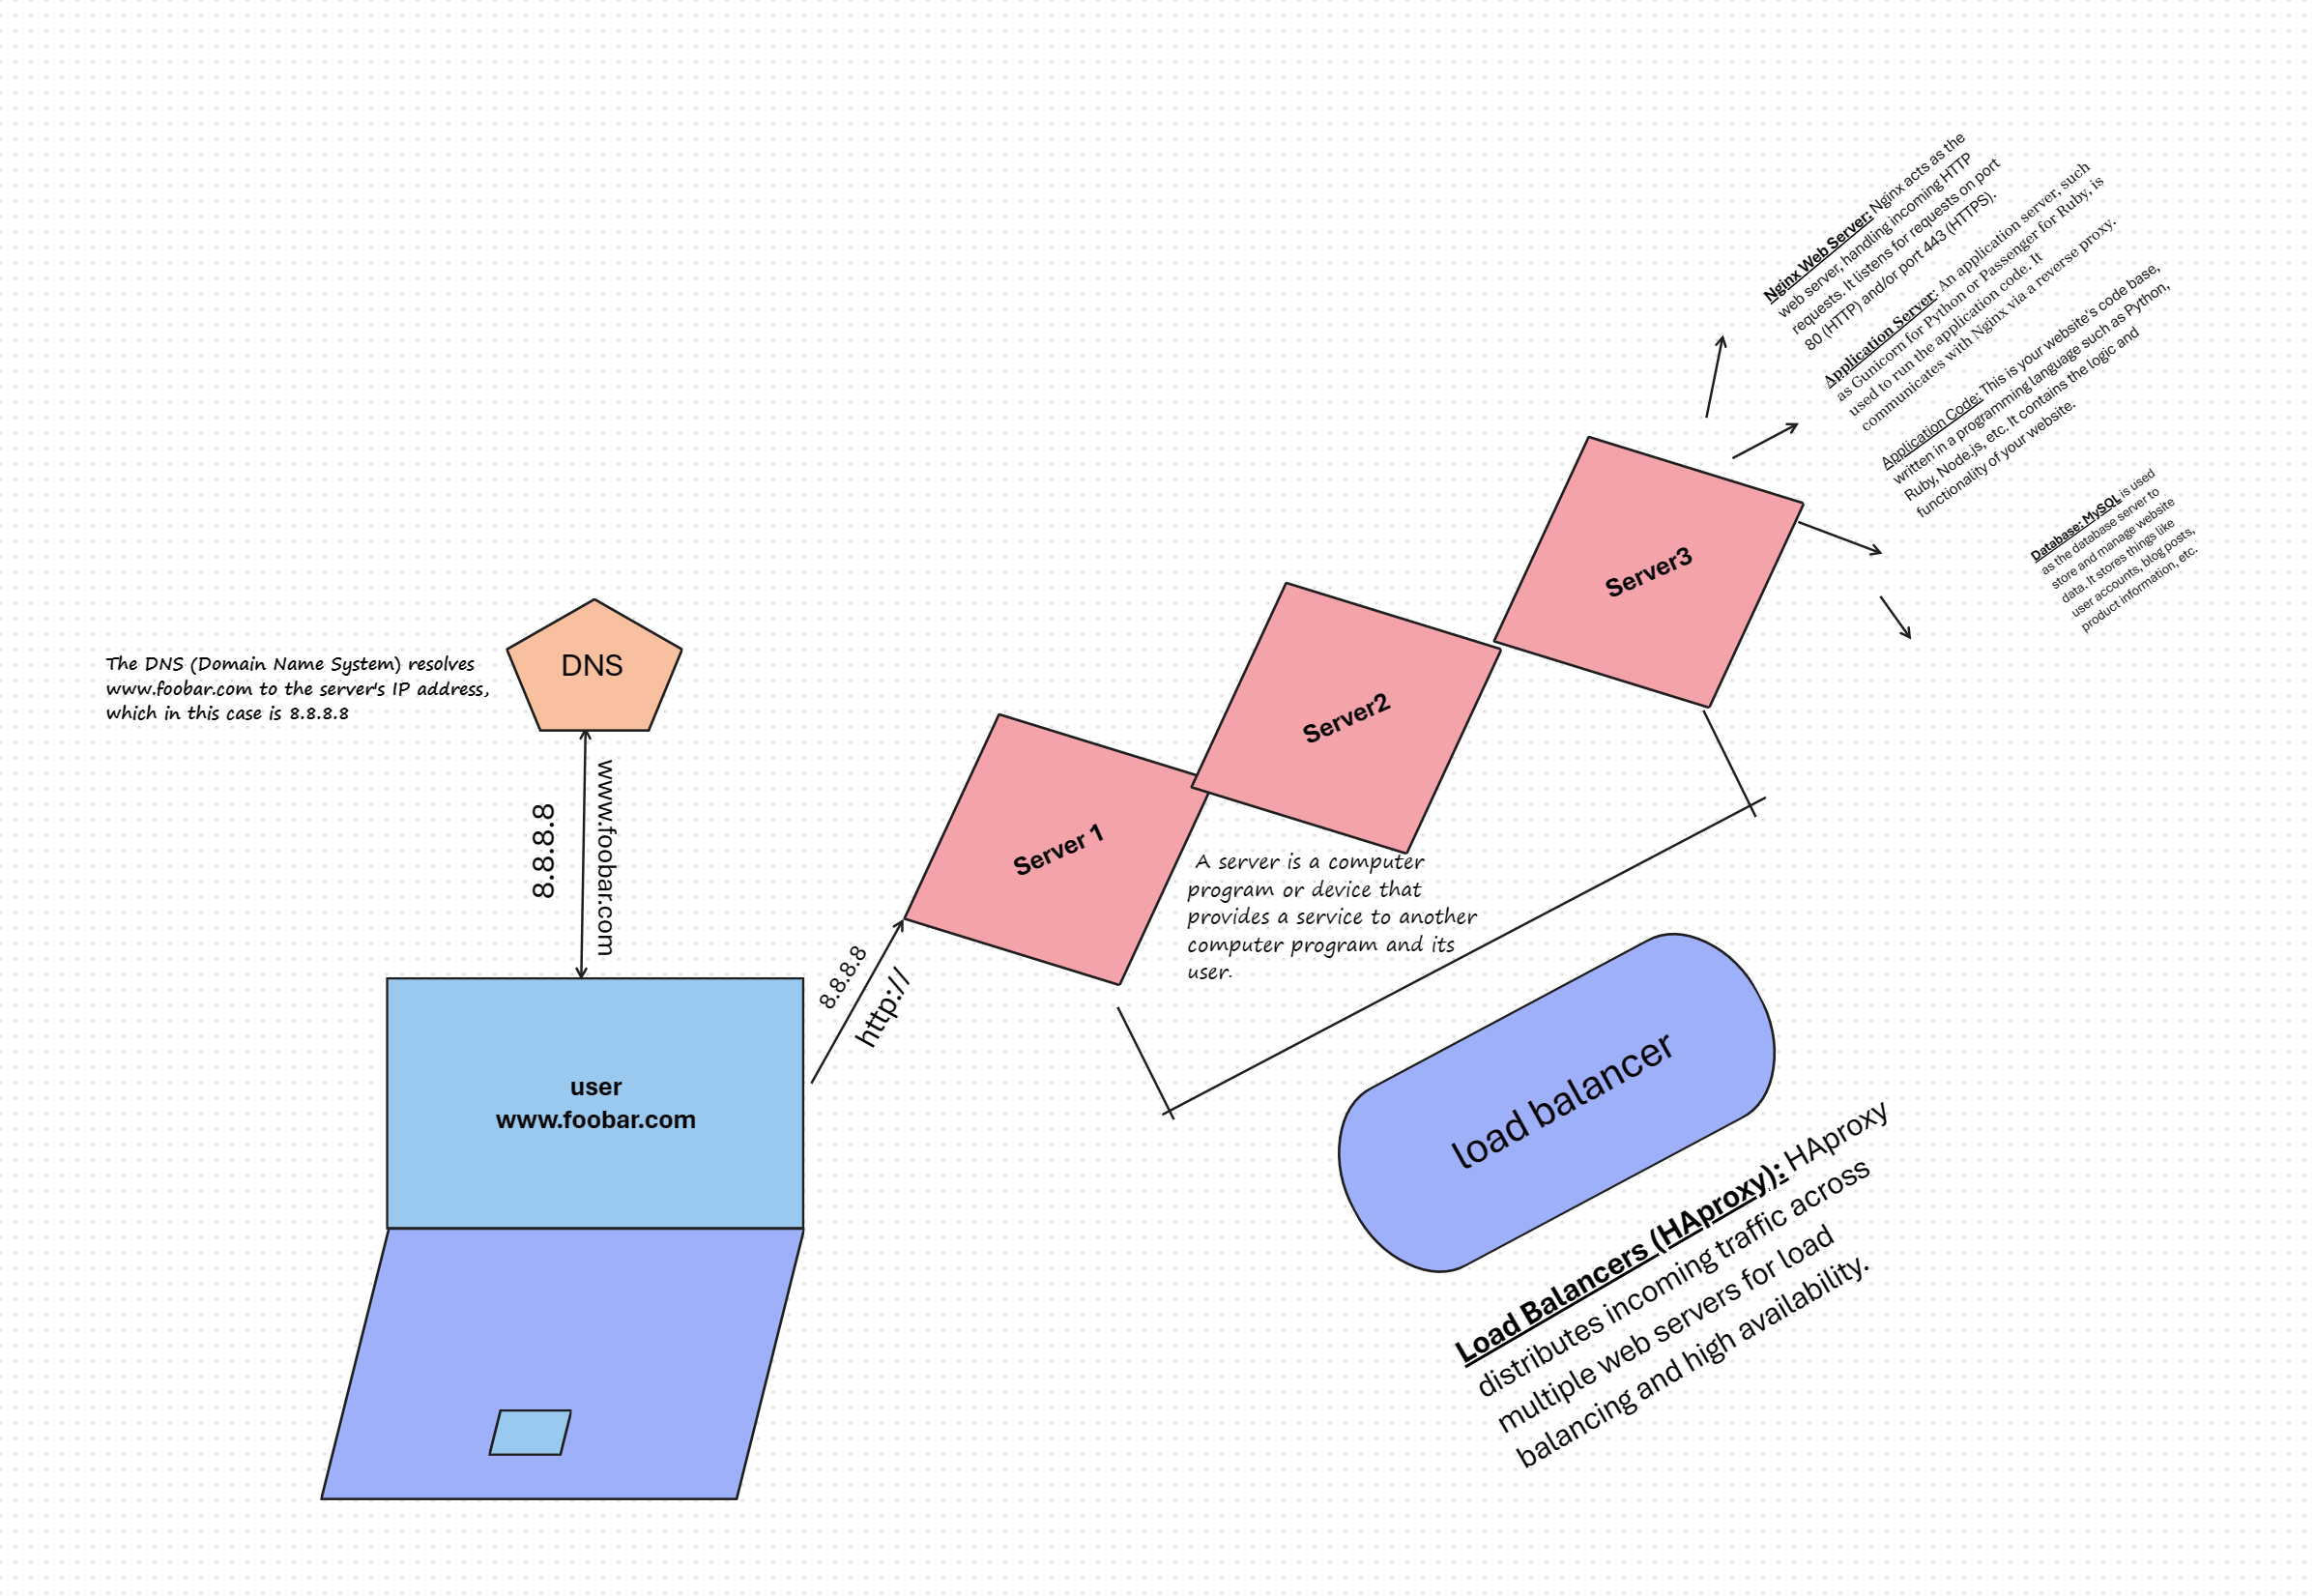 The DNS (Domain Name System) resolves
www.foobar.com to the server's IP address,
which in this case is 8.8.8.8
DNS
8.8.8.8
www.foobar.com
user
www.foobar.com
8.8.8.8
http://
Server 1
Server2
Server3
A server is a computer
program or device that
provides a service to another
computer program and its
user.
Nginx Web Server: Nginx acts as the
web server, handling incoming HTTP
requests. It listens for requests on port
80 (HTTP) and/or port 443 (HTTPS).
Application Server: An application server, such
as Gunicorn for Python or Passenger for Ruby, is
used to run the application code. It
communicates with Nginx via a reverse proxy.
Application Code: This is your website's code base,
written in a programming language such as Python,
Ruby, Node.js, etc. It contains the logic and
functionality of your website.
Database: MySQL is used
as the database server to
store and manage website
data. It stores things like
user accounts, blog posts,
product information, etc.
load balancer
Load Balancers (HAproxy): HAproxy
distributes incoming traffic across
multiple web servers for load
balancing and high availability.